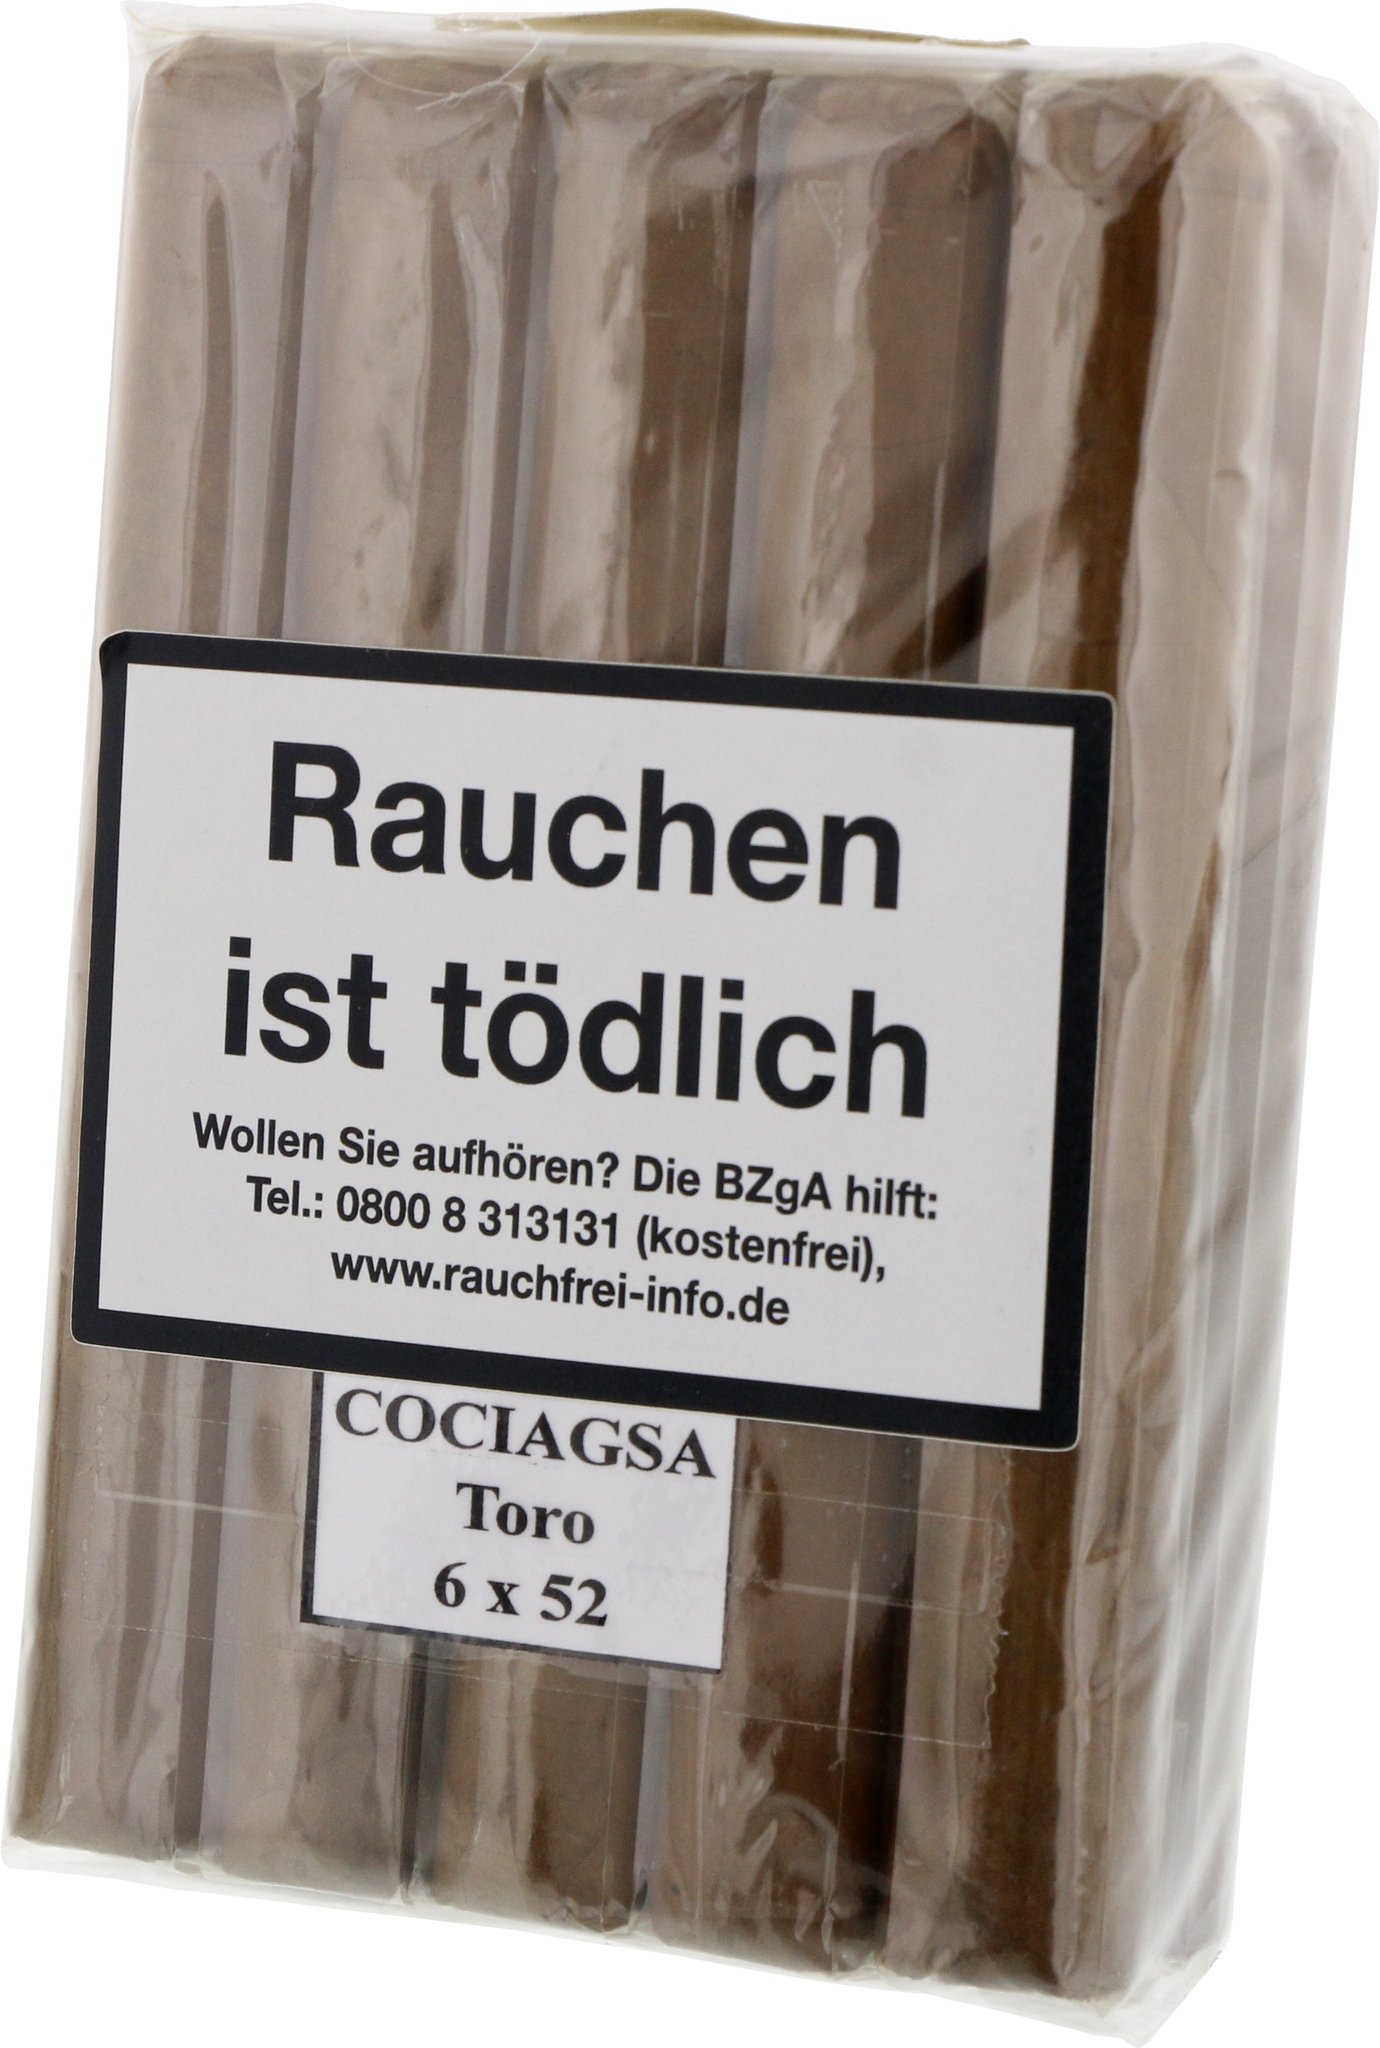 Rauchen
ist tödlich
Wollen Sie aufhören? Die BZgA hilft:
Tel.: 0800 8 313131 (kostenfrei),
www.rauchfrei-info.de
COCIAGSA
Toro
6 x 52